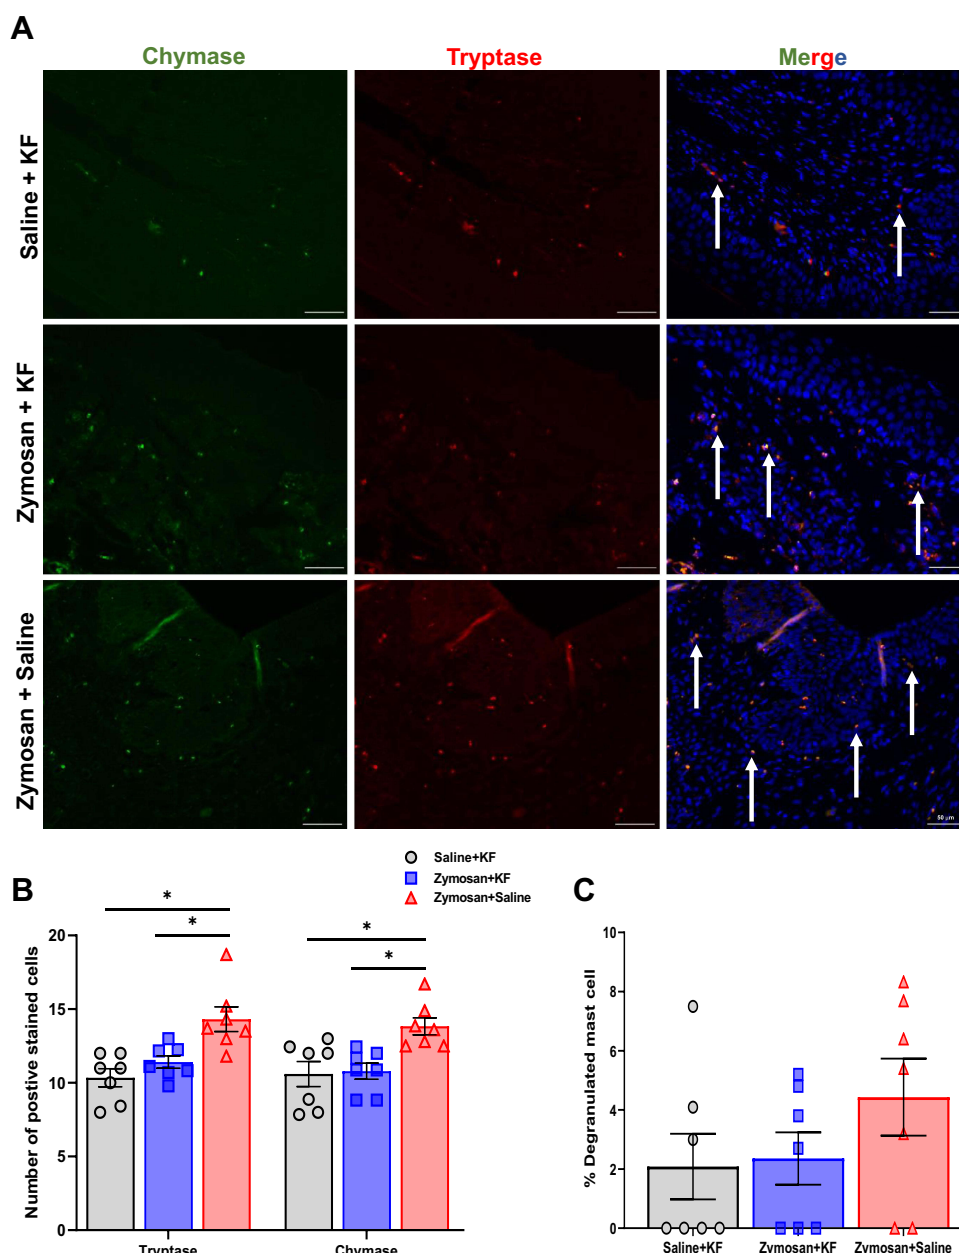 A
Chymase Tryptase Merge
Saline + KF
Zymosan + KF
Zymosan + Saline
50 μm
B
Saline+KF
Zymosan+KF
Zymosan+Saline
* *
* *
Number of postive stained cells
20
15
10
5
0
Tryptase Chymase
C
% Degranulated mast cell
10
8
6
4
2
0
Saline+KF Zymosan+KF Zymosan+Saline